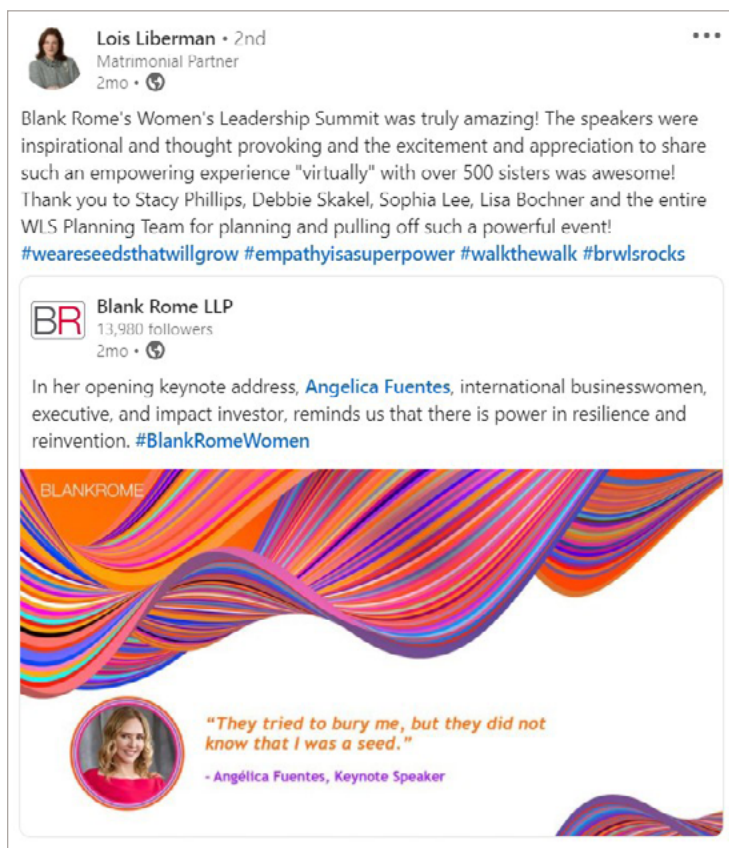 Lois Liberman • 2nd
Matrimonial Partner
2mo •
Blank Rome's Women's Leadership Summit was truly amazing! The speakers were
inspirational and thought provoking and the excitement and appreciation to share
such an empowering experience "virtually" with over 500 sisters was awesome!
Thank you to Stacy Phillips, Debbie Skakel, Sophia Lee, Lisa Bochner and the entire
WLS Planning Team for planning and pulling off such a powerful event!
#weareseedsthatwillgrow #empathyisasuperpower #walkthewalk #brwlsrocks
BR
Blank Rome LLP
13,980 followers
2mo •
In her opening keynote address, Angelica Fuentes, international businesswomen,
executive, and impact investor, reminds us that there is power in resilience and
reinvention. #BlankRomeWomen
BLANKROME
“They tried to bury me, but they did not
know that I was a seed.”
- Angélica Fuentes, Keynote Speaker